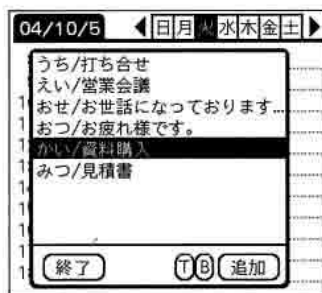 04/10/5 日月火水木金土
うち/打ち合せ
えい/営業会議
おせ/お世話になっております...
おつ/お疲れ様です。
かい/資料購入
みつ/見積書
終了 T B 追加